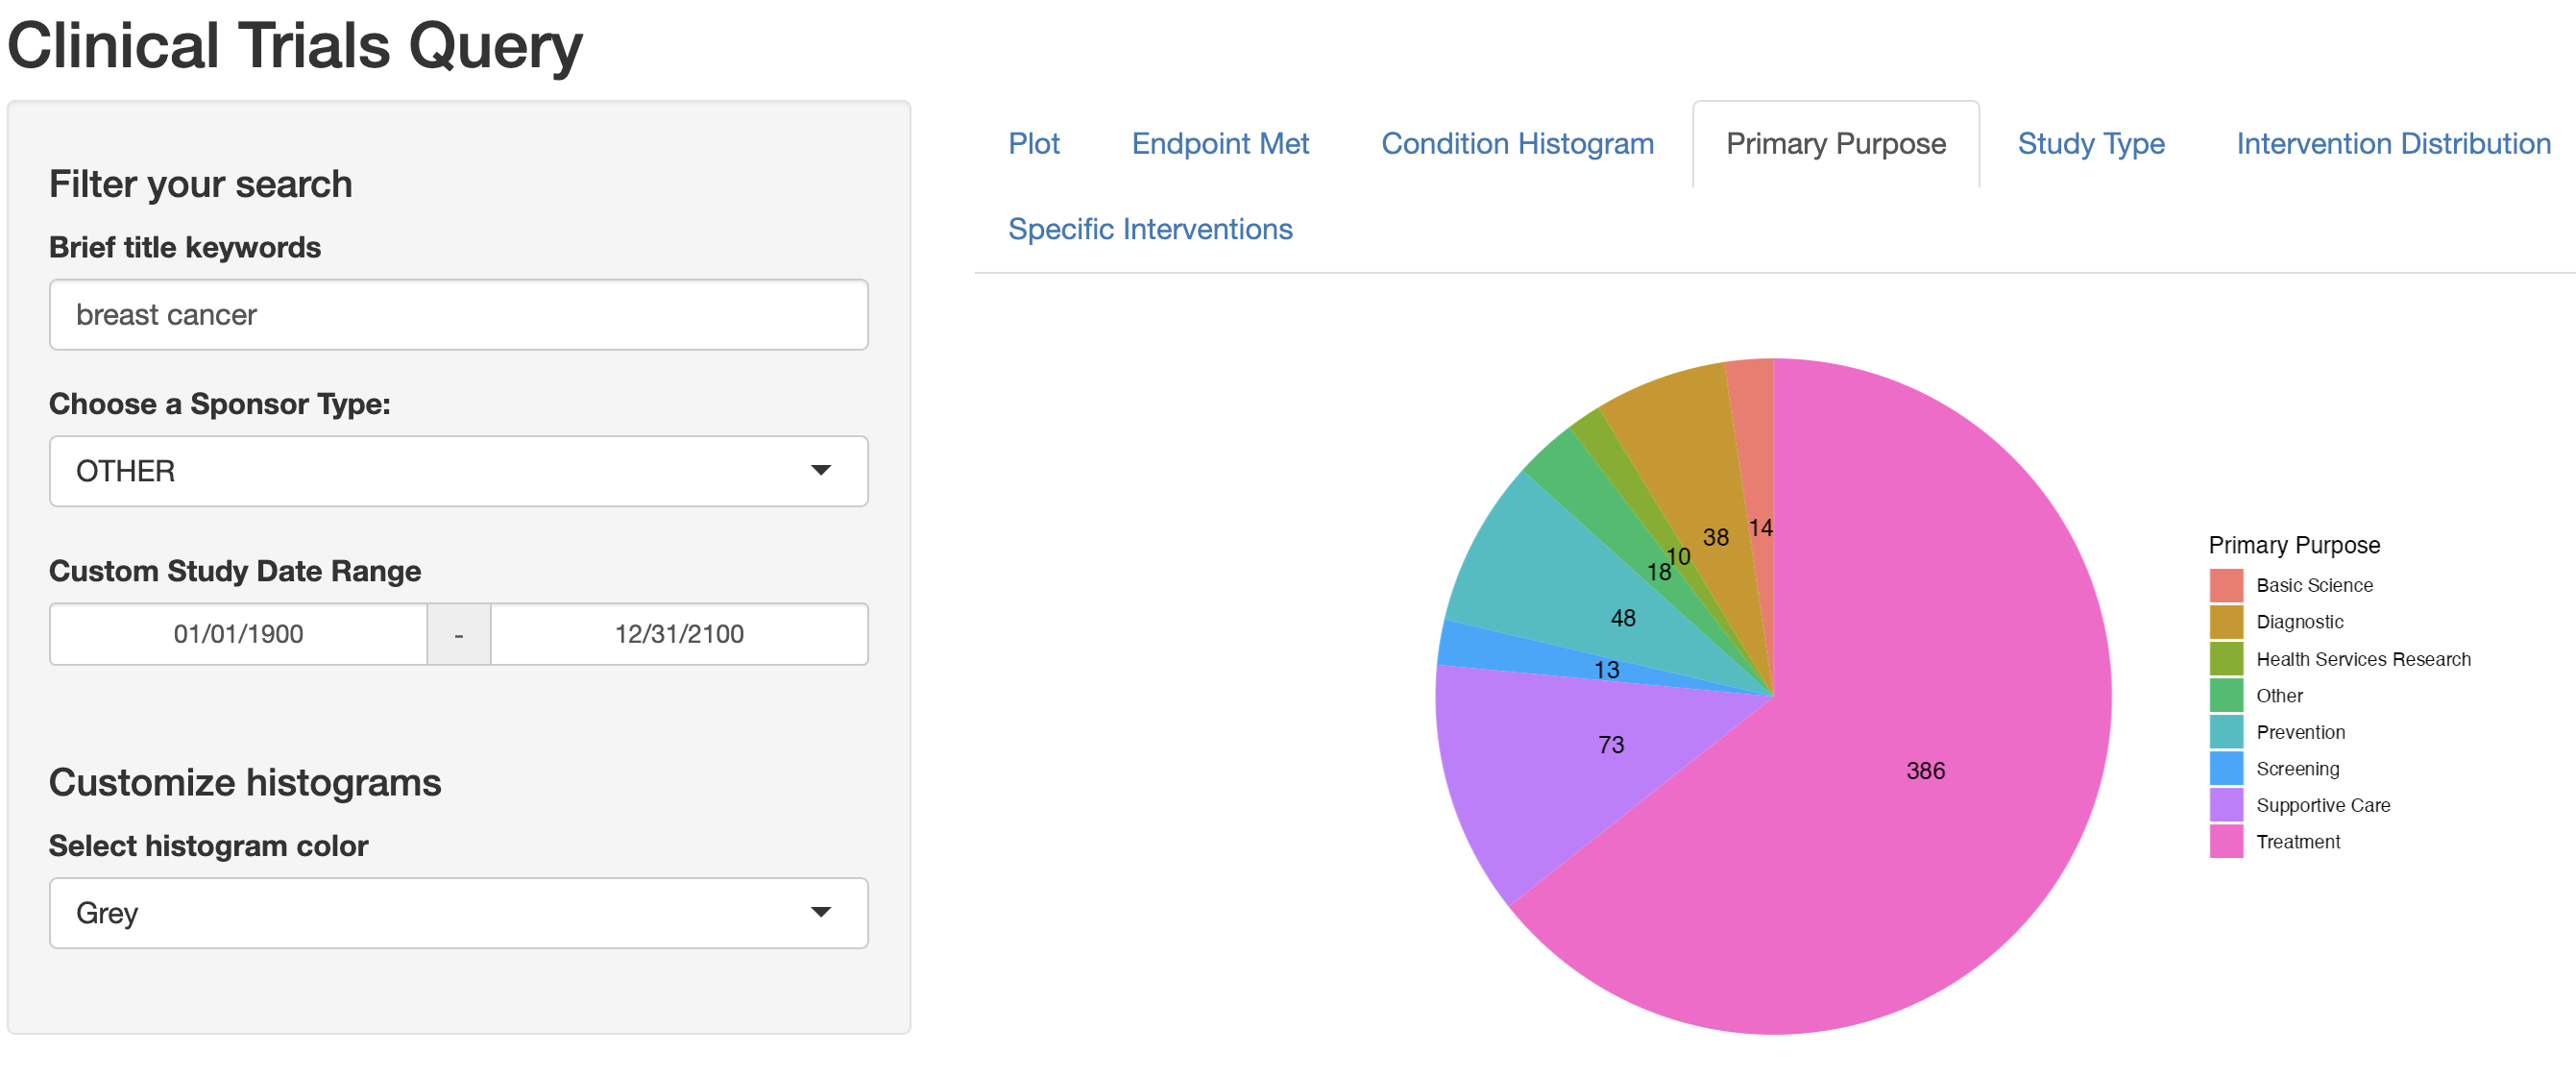 Clinical Trials Query
Filter your search
Brief title keywords
breast cancer
Choose a Sponsor Type:
OTHER
Custom Study Date Range
01/01/1900 - 12/31/2100
Customize histograms
Select histogram color
Grey
Plot Endpoint Met Condition Histogram Primary Purpose Study Type Intervention Distribution
Specific Interventions
14
38
10
18
48
13
73
386
Primary Purpose
Basic Science
Diagnostic
Health Services Research
Other
Prevention
Screening
Supportive Care
Treatment